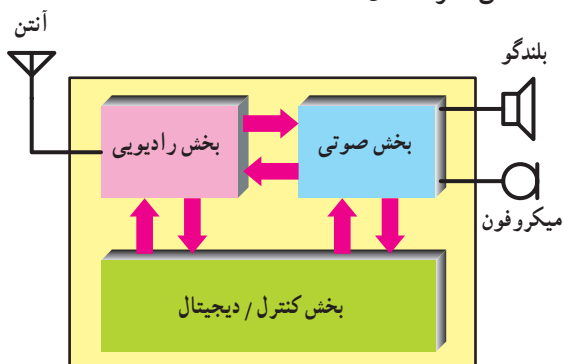 آنتن
بلندگو
بخش رادیویی
بخش صوتی
میکروفون
بخش کنترل / دیجیتال